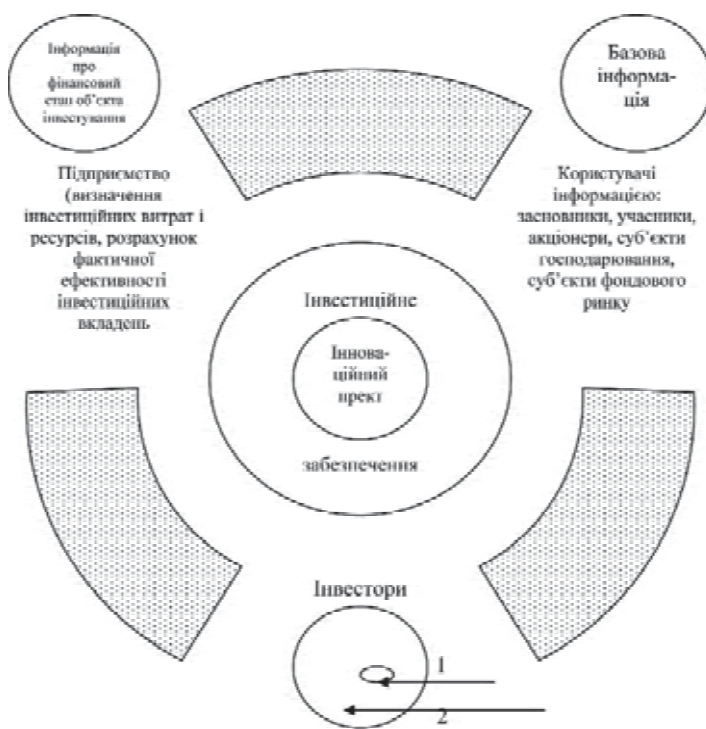 Інформація
про
фінансовий
стан об’єкта
інвестування
Базова
інформа-
ція
Підприємство
(визначення
інвестиційних витрат і
ресурсів, розрахунок
фактичної
ефективності
інвестиційних
вкладень
Користувачі
інформацією:
засновники, учасники,
акціонери, суб’єкти
господарювання,
суб’єкти фондового
ринку
Інвестиційне
Іннова-
ційний
прект
забезпечення
Інвестори
1
2